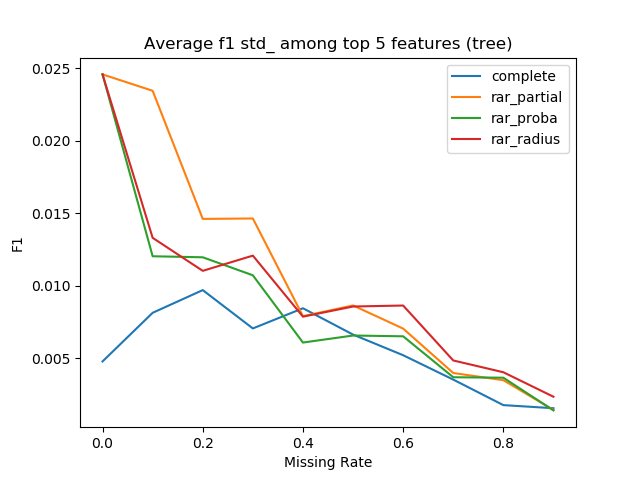 Average f1 std_ among top 5 features (tree)
0.025
0.020
0.015
0.010
0.005
F1
complete
rar_partial
rar_proba
rar_radius
0.0 0.2 0.4 0.6 0.8
Missing Rate